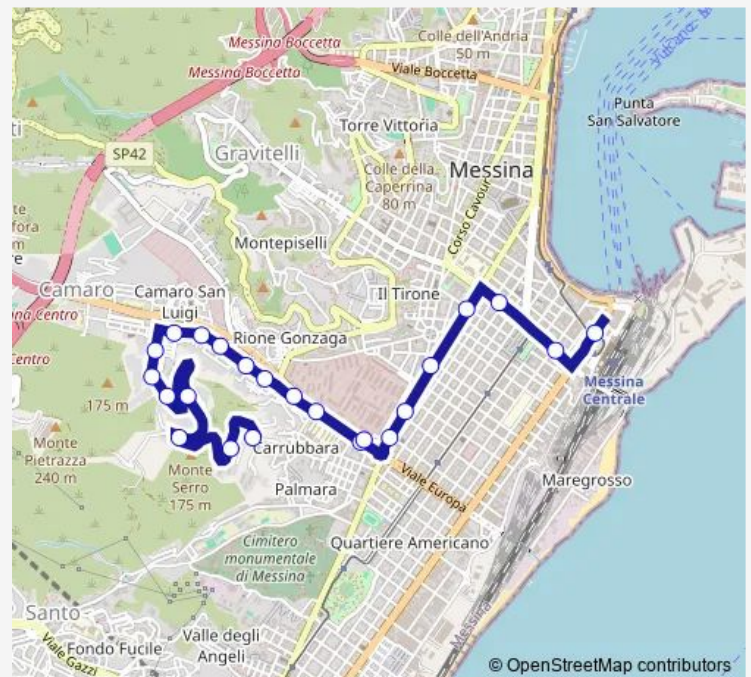 Messina Boccetta
Colle dell'Andria
50 m
Messina Boccetta
Viale Boccetta
Punta
San Salvatore
Torre Vittoria
SP42
Gravitelli
Colle della
Caperrina
80 m
Messina
Corso Cavour
Montepiselli
Camaro
Camaro San
Luigi
Il Tirone
Rione Gonzaga
Centro
175 m
Messina
Centrale
Monte
Pietrazza
240 m
Carrubbara
Monte
Serro
175 m
Palmara
Viale Europa
Maregrosso
Cimitero
monumentale
di Messina
Quartiere Americano
Santo
Valle degli
Angeli
Fondo Fucile
Viale Gazzi
Messina
© OpenStreetMap contributors